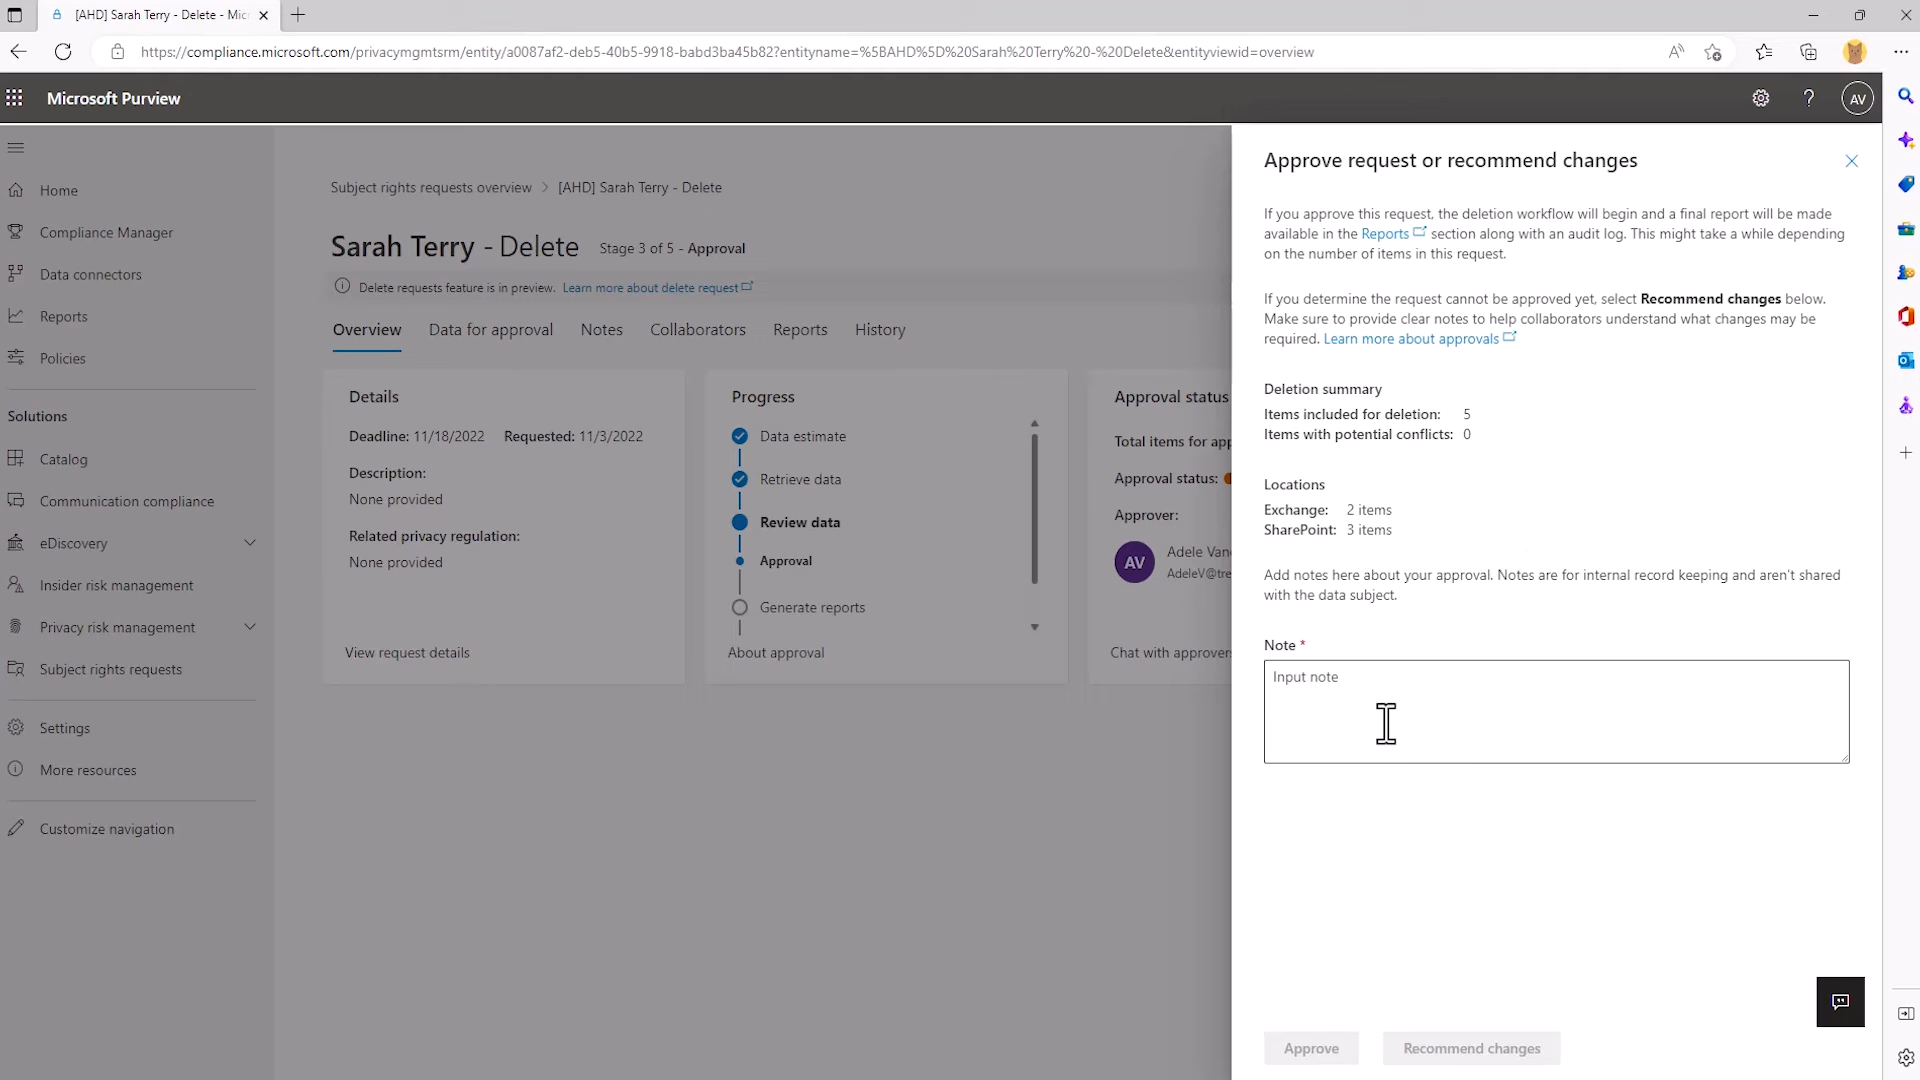 [AHD] Sarah Terry - Delete - Mic
https://compliance.microsoft.com/privacymgmtsrm/entity/a0087af2-deb5-40b5-9918-babd3ba45b82?entityname=%5BAHD%5D%20Sarah%20Terry%20-%20Delete&entityviewid=overview
Microsoft Purview
AV
Home
Compliance Manager
Data connectors
Reports
Policies
Solutions
Catalog
Communication compliance
eDiscovery
Insider risk management
Privacy risk management
Subject rights requests
Settings
More resources
Customize navigation
Subject rights requests overview > [AHD] Sarah Terry - Delete
Sarah Terry - Delete Stage 3 of 5 - Approval
Delete requests feature is in preview. Learn more about delete request
Overview Data for approval Notes Collaborators Reports History
Details
Deadline: 11/18/2022 Requested: 11/3/2022
Description:
None provided
Related privacy regulation:
None provided
View request details
Progress
Data estimate
Retrieve data
Review data
Approval
Generate reports
About approval
Approval status
Total items for app
Approval status:
Approver:
AV
Adele Van
AdeleV@tre
Chat with approvers
Approve request or recommend changes
If you approve this request, the deletion workflow will begin and a final report will be made
available in the Reports section along with an audit log. This might take a while depending
on the number of items in this request.
If you determine the request cannot be approved yet, select Recommend changes below.
Make sure to provide clear notes to help collaborators understand what changes may be
required. Learn more about approvals
Deletion summary
Items included for deletion: 5
Items with potential conflicts: 0
Locations
Exchange: 2 items
SharePoint: 3 items
Add notes here about your approval. Notes are for internal record keeping and aren't shared
with the data subject.
Note *
Input note
Approve Recommend changes